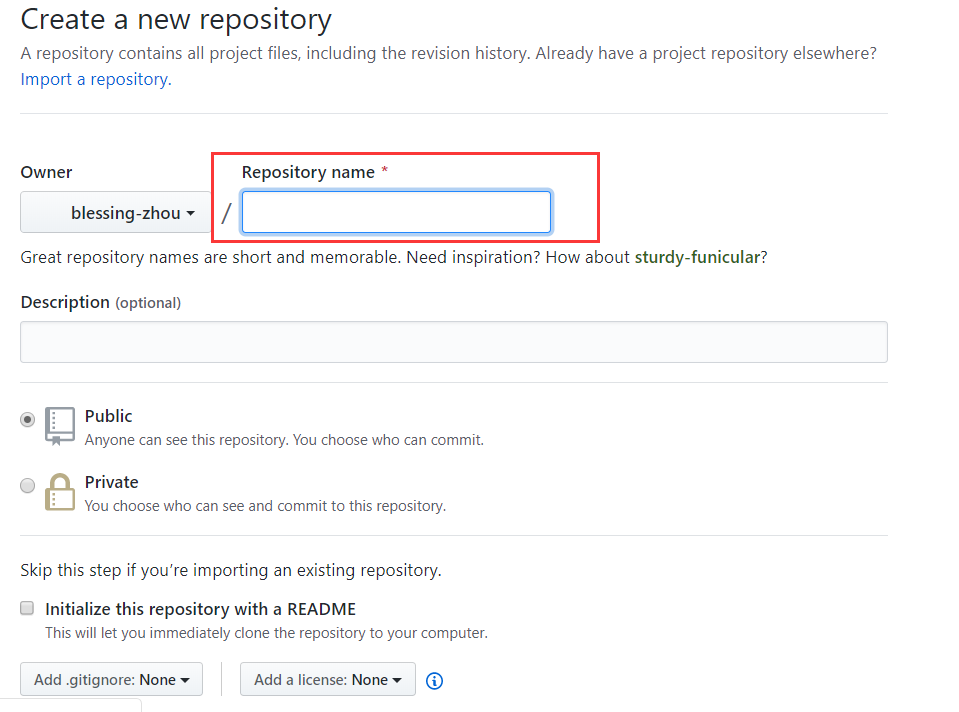 Create a new repository
A repository contains all project files, including the revision history. Already have a project repository elsewhere?
Import a repository.
Owner
Repository name *
blessing-zhou
/
Great repository names are short and memorable. Need inspiration? How about sturdy-funicular?
Description (optional)
Public
Anyone can see this repository. You choose who can commit.
Private
You choose who can see and commit to this repository.
Skip this step if you’re importing an existing repository.
Initialize this repository with a README
This will let you immediately clone the repository to your computer.
Add .gitignore: None
Add a license: None